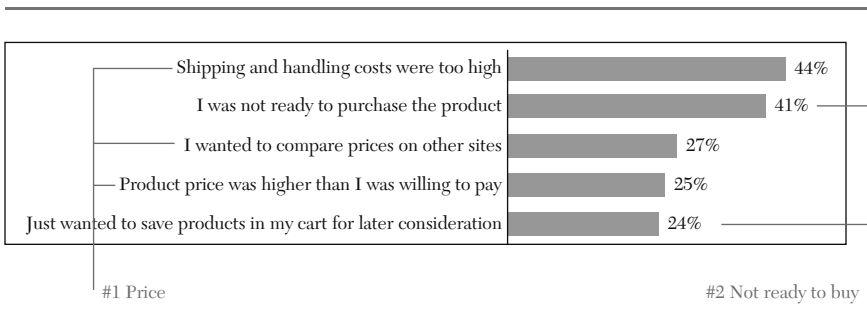 Shipping and handling costs were too high 44%
I was not ready to purchase the product 41%
I wanted to compare prices on other sites 27%
Product price was higher than I was willing to pay 25%
Just wanted to save products in my cart for later consideration 24%
#1 Price #2 Not ready to buy